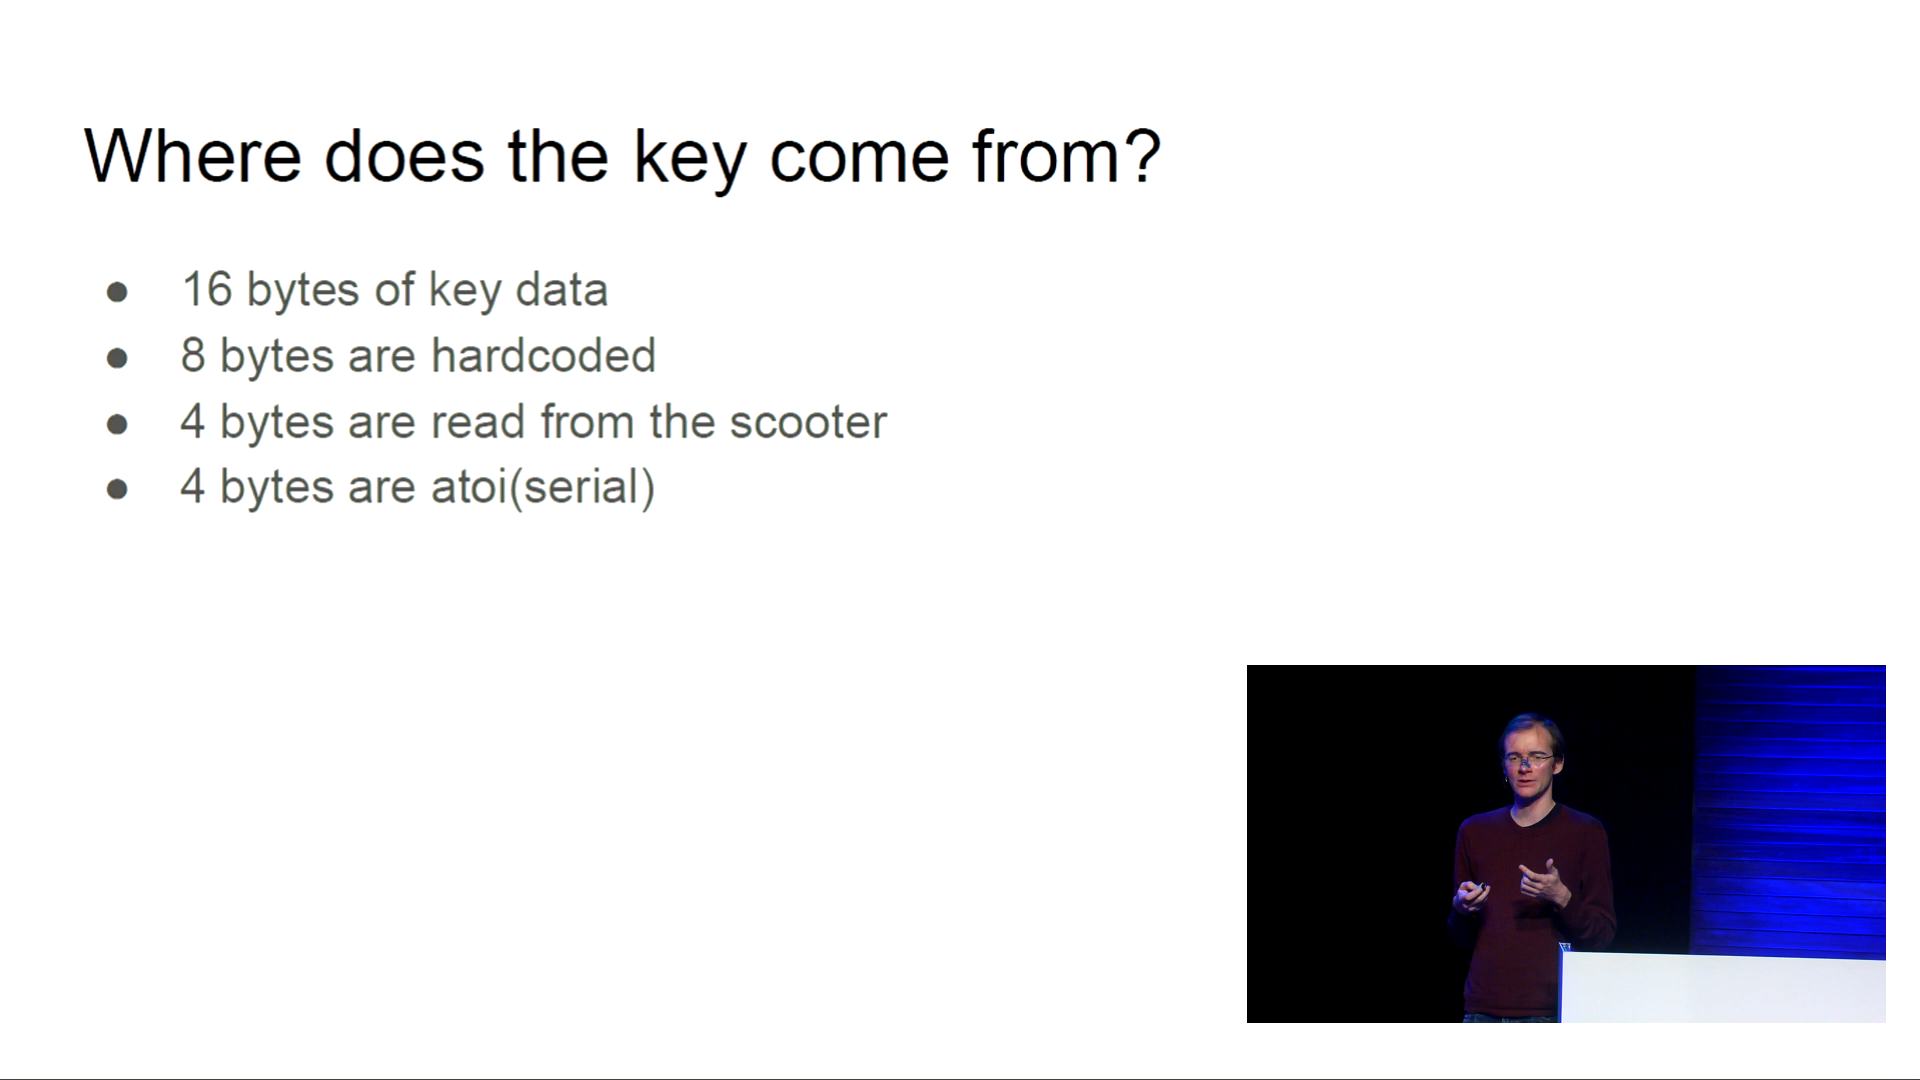 Where does the key come from?
● 16 bytes of key data
● 8 bytes are hardcoded
● 4 bytes are read from the scooter
● 4 bytes are atoi(serial)